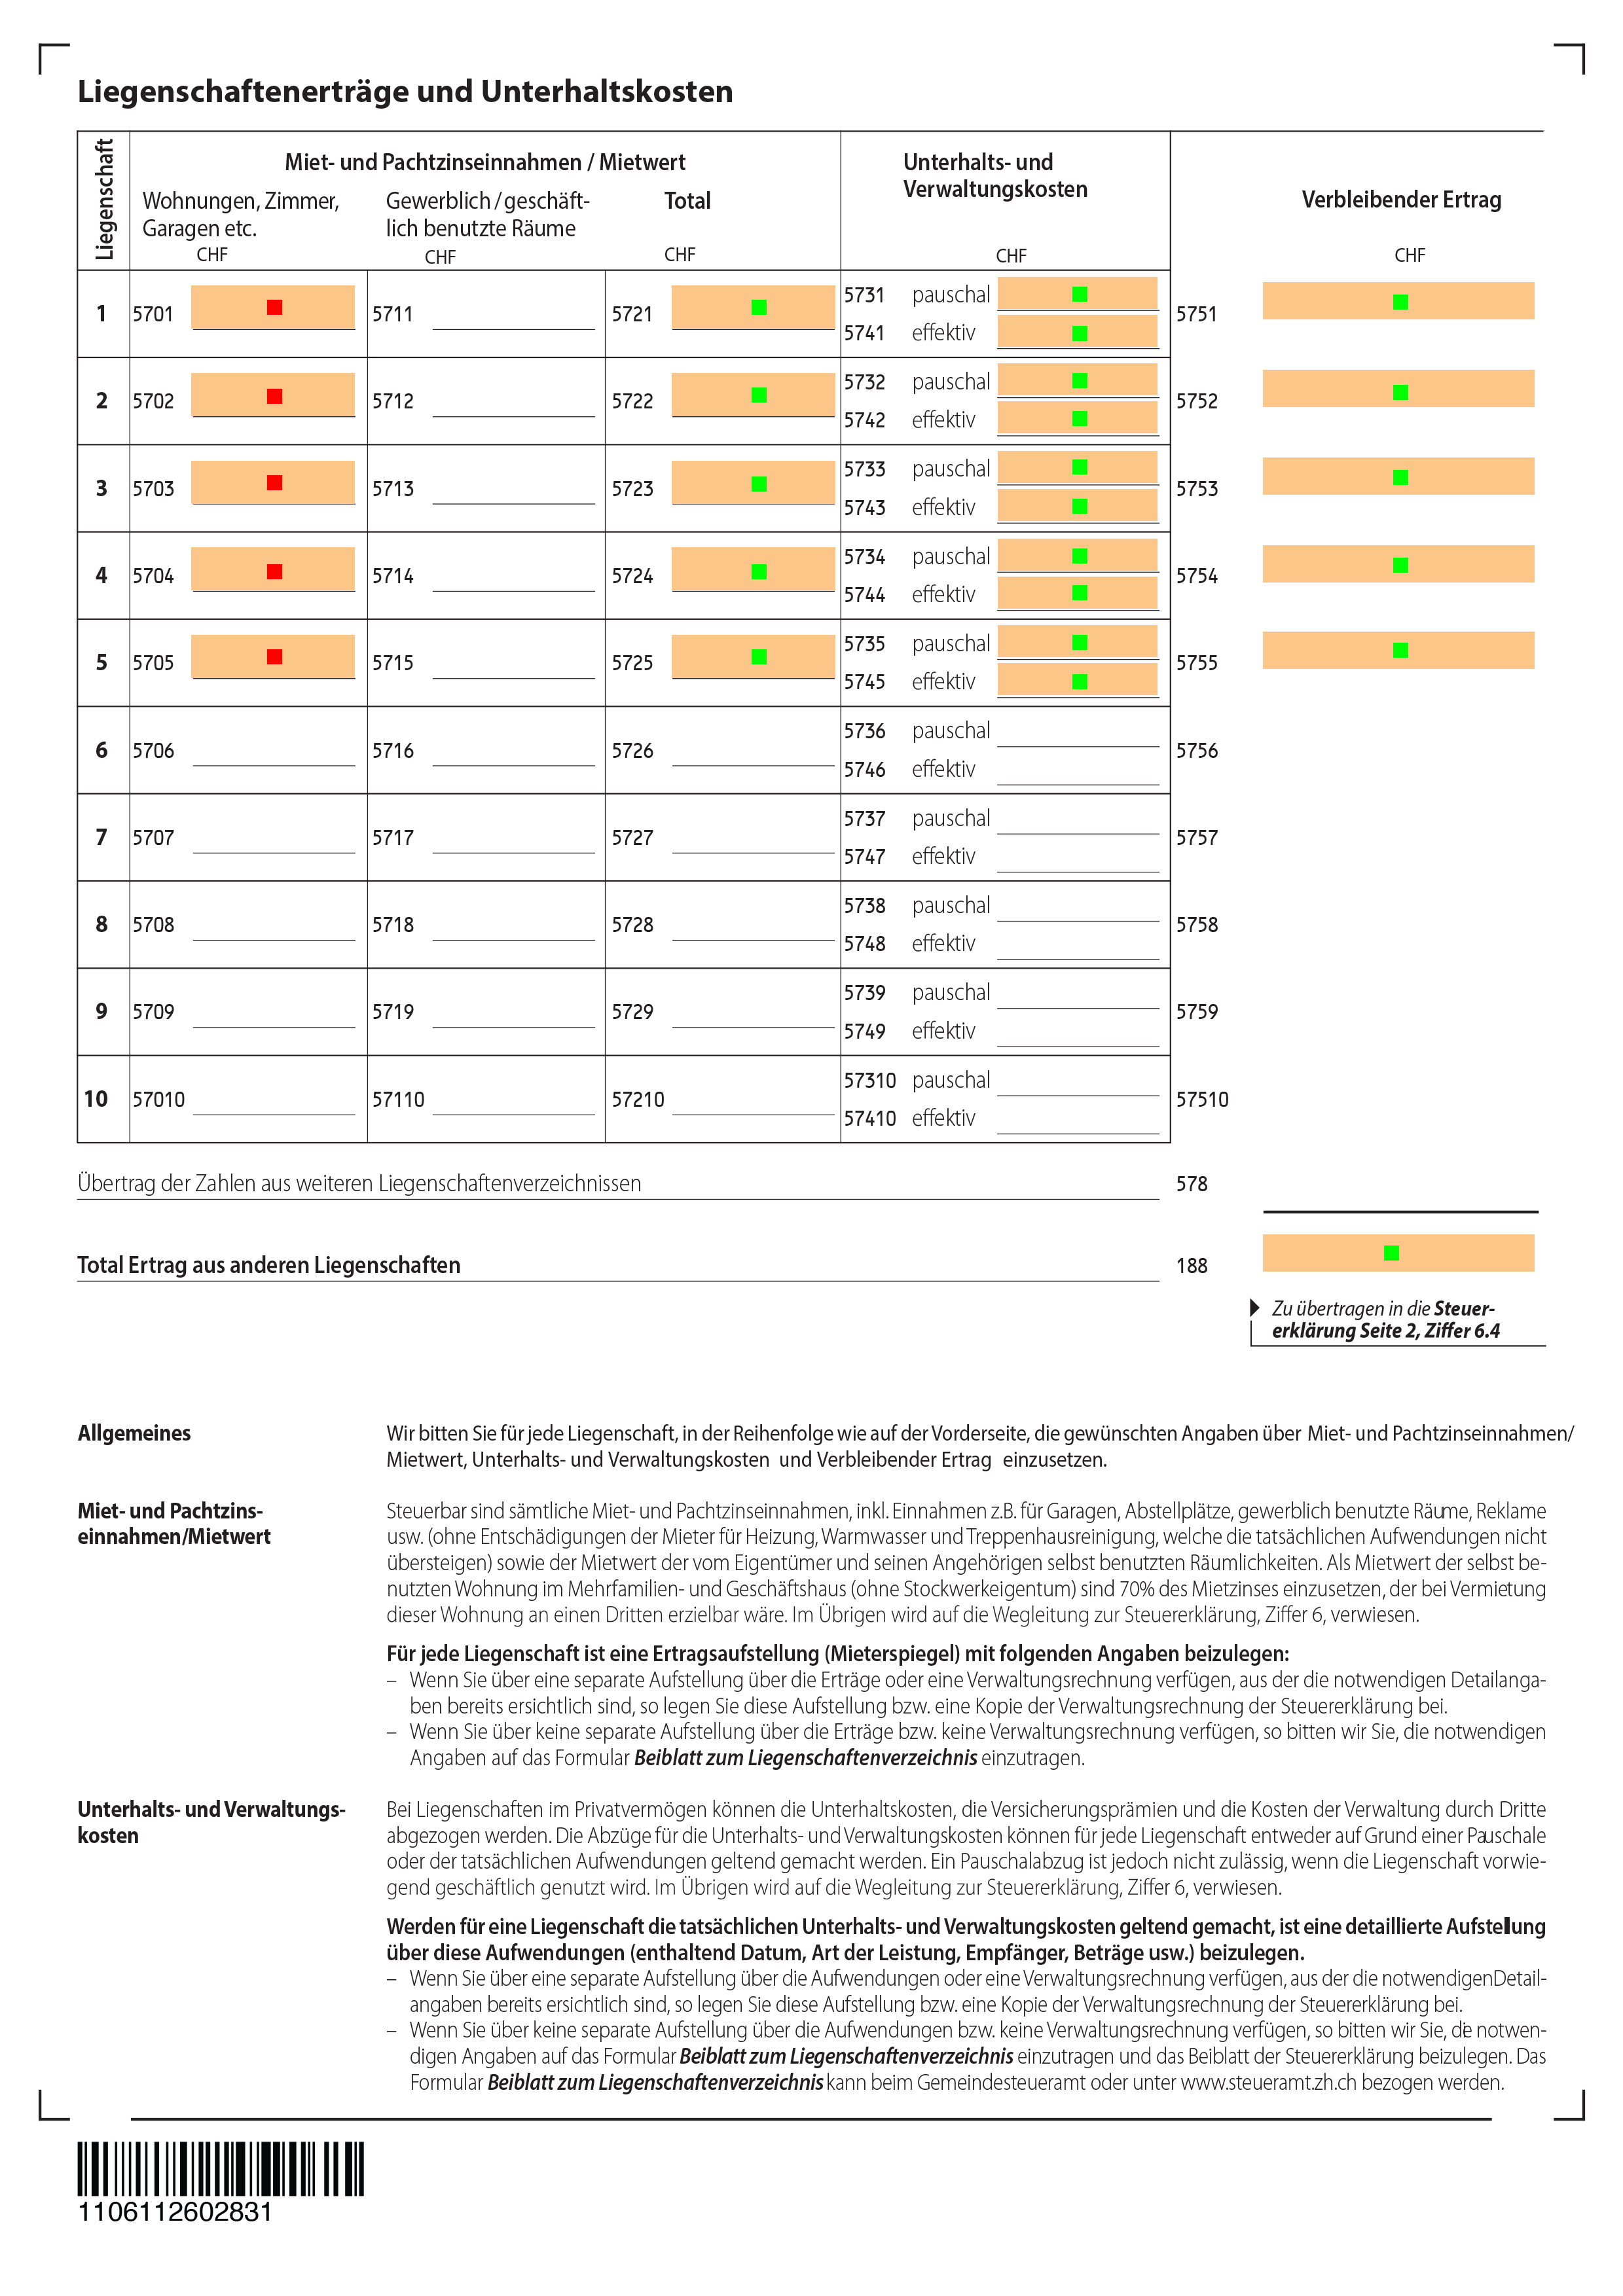 Liegenschaftenerträge und Unterhaltskosten
Liegenschaft
Miet- und Pachtzinseinnahmen / Mietwert
Wohnungen, Zimmer,
Garagen etc.
CHF
Gewerblich / geschäft-
lich benutzte Räume
CHF
Total
CHF
Unterhalts- und
Verwaltungskosten
CHF
Verbleibender Ertrag
CHF
1 5701 5711 5721 5731 pauschal 5751
5741 effektiv
2 5702 5712 5722 5732 pauschal 5752
5742 effektiv
3 5703 5713 5723 5733 pauschal 5753
5743 effektiv
4 5704 5714 5724 5734 pauschal 5754
5744 effektiv
5 5705 5715 5725 5735 pauschal 5755
5745 effektiv
6 5706 5716 5726 5736 pauschal 5756
5746 effektiv
7 5707 5717 5727 5737 pauschal 5757
5747 effektiv
8 5708 5718 5728 5738 pauschal 5758
5748 effektiv
9 5709 5719 5729 5739 pauschal 5759
5749 effektiv
10 57010 57110 57210 57310 pauschal 57510
57410 effektiv
Übertrag der Zahlen aus weiteren Liegenschaftenverzeichnissen 578
Total Ertrag aus anderen Liegenschaften 188
Zu übertragen in die Steuer-
erklärung Seite 2, Ziffer 6.4
Allgemeines
Wir bitten Sie für jede Liegenschaft, in der Reihenfolge wie auf der Vorderseite, die gewünschten Angaben über Miet- und Pachtzinseinnahmen/
Mietwert, Unterhalts- und Verwaltungskosten und Verbleibender Ertrag einzusetzen.
Miet- und Pachtzins-
einnahmen/Mietwert
Steuerbar sind sämtliche Miet- und Pachtzinseinnahmen, inkl. Einnahmen z.B. für Garagen, Abstellplätze, gewerblich benutzte Räume, Reklame
usw. (ohne Entschädigungen der Mieter für Heizung, Warmwasser und Treppenhausreinigung, welche die tatsächlichen Aufwendungen nicht
übersteigen) sowie der Mietwert der vom Eigentümer und seinen Angehörigen selbst benutzten Räumlichkeiten. Als Mietwert der selbst be-
nutzten Wohnung im Mehrfamilien- und Geschäftshaus (ohne Stockwerkeigentum) sind 70% des Mietzinses einzusetzen, der bei Vermietung
dieser Wohnung an einen Dritten erzielbar wäre. Im Übrigen wird auf die Wegleitung zur Steuererklärung, Ziffer 6, verwiesen.
Für jede Liegenschaft ist eine Ertragsaufstellung (Mieterspiegel) mit folgenden Angaben beizulegen:
– Wenn Sie über eine separate Aufstellung über die Erträge oder eine Verwaltungsrechnung verfügen, aus der die notwendigen Detailanga-
ben bereits ersichtlich sind, so legen Sie diese Aufstellung bzw. eine Kopie der Verwaltungsrechnung der Steuererklärung bei.
– Wenn Sie über keine separate Aufstellung über die Erträge bzw. keine Verwaltungsrechnung verfügen, so bitten wir Sie, die notwendigen
Angaben auf das Formular Beiblatt zum Liegenschaftenverzeichnis einzutragen.
Unterhalts- und Verwaltungs-
kosten
Bei Liegenschaften im Privatvermögen können die Unterhaltskosten, die Versicherungsprämien und die Kosten der Verwaltung durch Dritte
abgezogen werden. Die Abzüge für die Unterhalts- und Verwaltungskosten können für jede Liegenschaft entweder auf Grund einer Pauschale
oder der tatsächlichen Aufwendungen geltend gemacht werden. Ein Pauschalabzug ist jedoch nicht zulässig, wenn die Liegenschaft vorwie-
gend geschäftlich genutzt wird. Im Übrigen wird auf die Wegleitung zur Steuererklärung, Ziffer 6, verwiesen.
Werden für eine Liegenschaft die tatsächlichen Unterhalts- und Verwaltungskosten geltend gemacht, ist eine detaillierte Aufstellung
über diese Aufwendungen (enthaltend Datum, Art der Leistung, Empfänger, Beträge usw.) beizulegen.
– Wenn Sie über eine separate Aufstellung über die Aufwendungen oder eine Verwaltungsrechnung verfügen, aus der die notwendigen Detail-
angaben bereits ersichtlich sind, so legen Sie diese Aufstellung bzw. eine Kopie der Verwaltungsrechnung der Steuererklärung bei.
– Wenn Sie über keine separate Aufstellung über die Aufwendungen bzw. keine Verwaltungsrechnung verfügen, so bitten wir Sie, die notwen-
digen Angaben auf das Formular Beiblatt zum Liegenschaftenverzeichnis einzutragen und das Beiblatt der Steuererklärung beizulegen. Das
Formular Beiblatt zum Liegenschaftenverzeichnis kann beim Gemeindesteueramt oder unter www.steueramt.zh.ch bezogen werden.
1106112602831